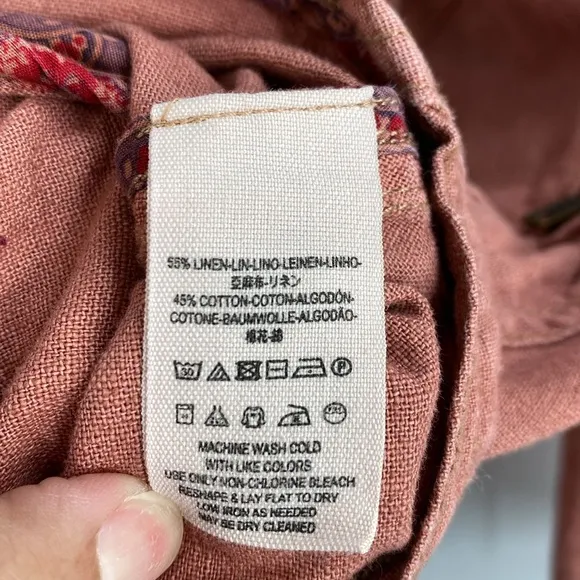 55% LINEN-LIN-LINO-LEINEN-LINHO-
亞麻布-リネン
45% COTTON-COTON-ALGODÓN-
COTONE-BAUMWOLLE-ALGODÃO-
棉花-綿
30 P
MACHINE WASH COLD
WITH LIKE COLORS
USE ONLY NON-CHLORINE BLEACH
RESHAPE & LAY FLAT TO DRY
LOW IRON AS NEEDED
MAY BE DRY CLEANED